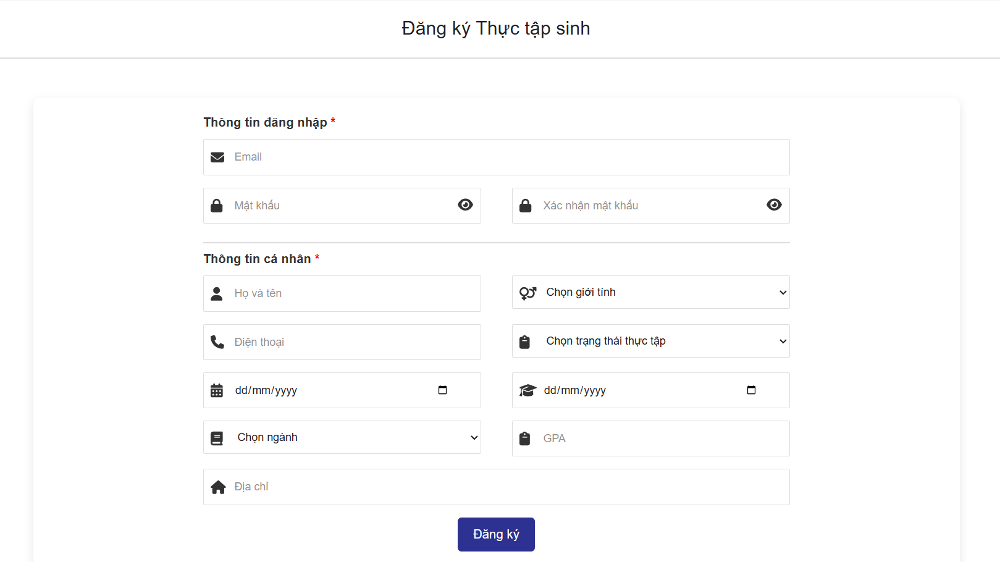 Đăng ký Thực tập sinh
Thông tin đăng nhập *
Email
Mật khẩu
Xác nhận mật khẩu
Thông tin cá nhân *
Họ và tên
Chọn giới tính
Điện thoại
Chọn trạng thái thực tập
dd/mm/yyyy
dd/mm/yyyy
Chọn ngành
GPA
Địa chỉ
Đăng ký